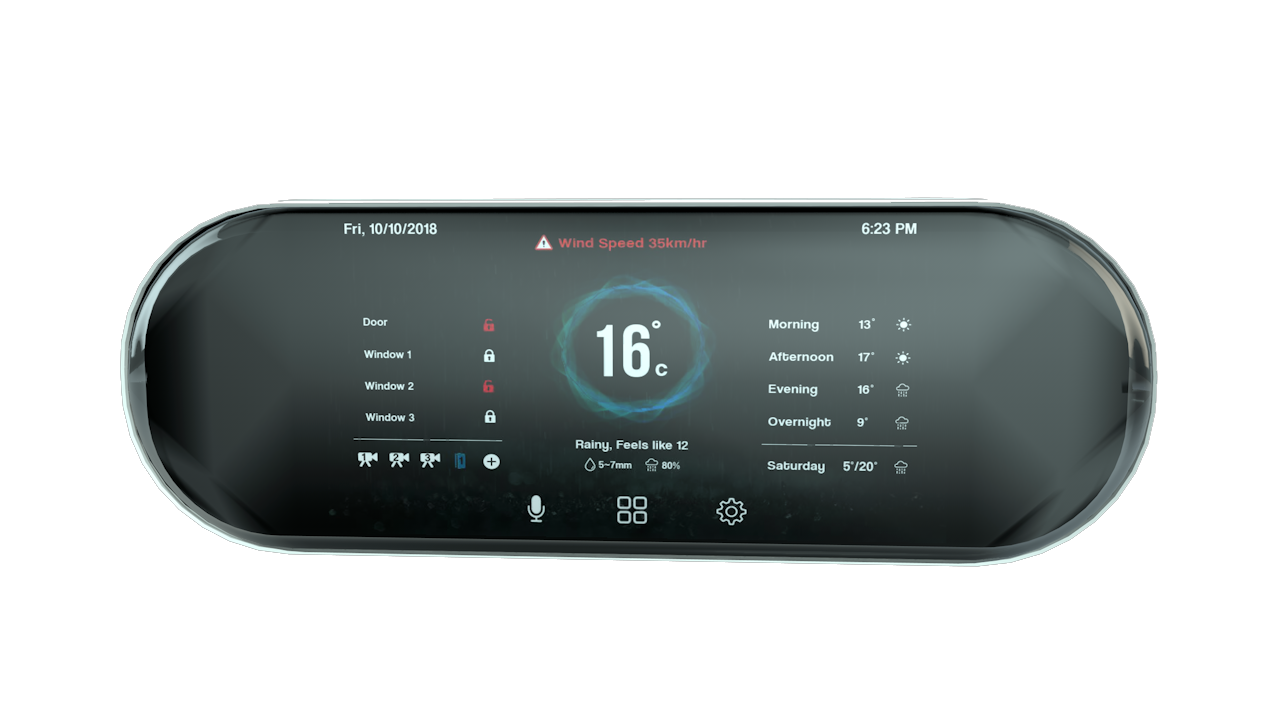 Fri, 10/10/2018
6:23 PM
Wind Speed 35km/hr
Door
Window 1
Window 2
Window 3
1 2 3
16°c
Rainy, Feels like 12
5~7mm 80%
Morning 13°
Afternoon 17°
Evening 16°
Overnight 9°
Saturday 5°/20°